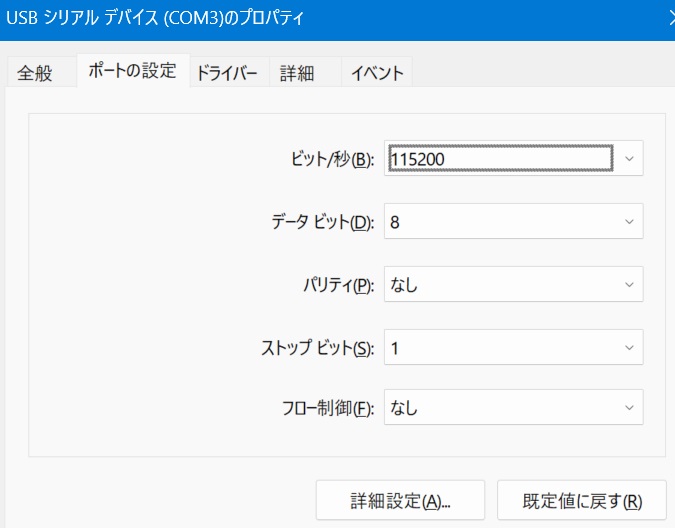 USB シリアル デバイス (COM3)のプロパティ
全般 ポートの設定 ドライバー 詳細 イベント
ビット/秒(B): 115200
データ ビット(D): 8
パリティ(P): なし
ストップ ビット(S): 1
フロー制御(F): なし
詳細設定(A)... 既定値に戻す(R)